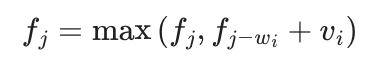 f_j = max (f_j, f_{j−w_i} + v_i)